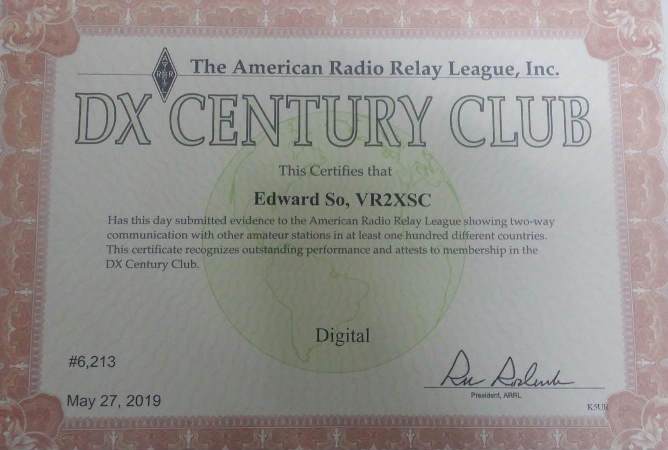 The American Radio Relay League, Inc.
DX CENTURY CLUB
This Certifies that
Edward So, VR2XSC
Has this day submitted evidence to the American Radio Relay League showing two-way
communication with other amateur stations in at least one hundred different countries.
This certificate recognizes outstanding performance and attests to membership in the
DX Century Club.
Digital
#6,213
May 27, 2019
President, ARRL